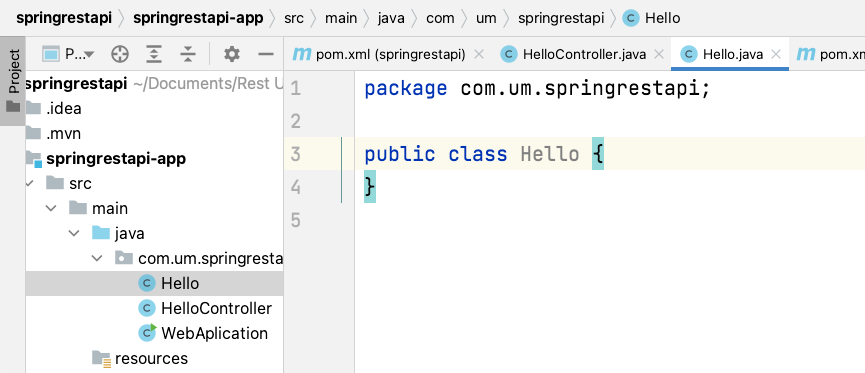 springrestapi springrestapi-app src main java com um springrestapi Hello
Project
P... pom.xml (springrestapi) HelloController.java Hello.java pom.xm
springrestapi ~/Documents/Rest U
.idea
.mvn
springrestapi-app
src
main
java
com.um.springresta
Hello
HelloController
WebAplication
resources
1 package com.um.springrestapi;
2
3 public class Hello {
4 }
5